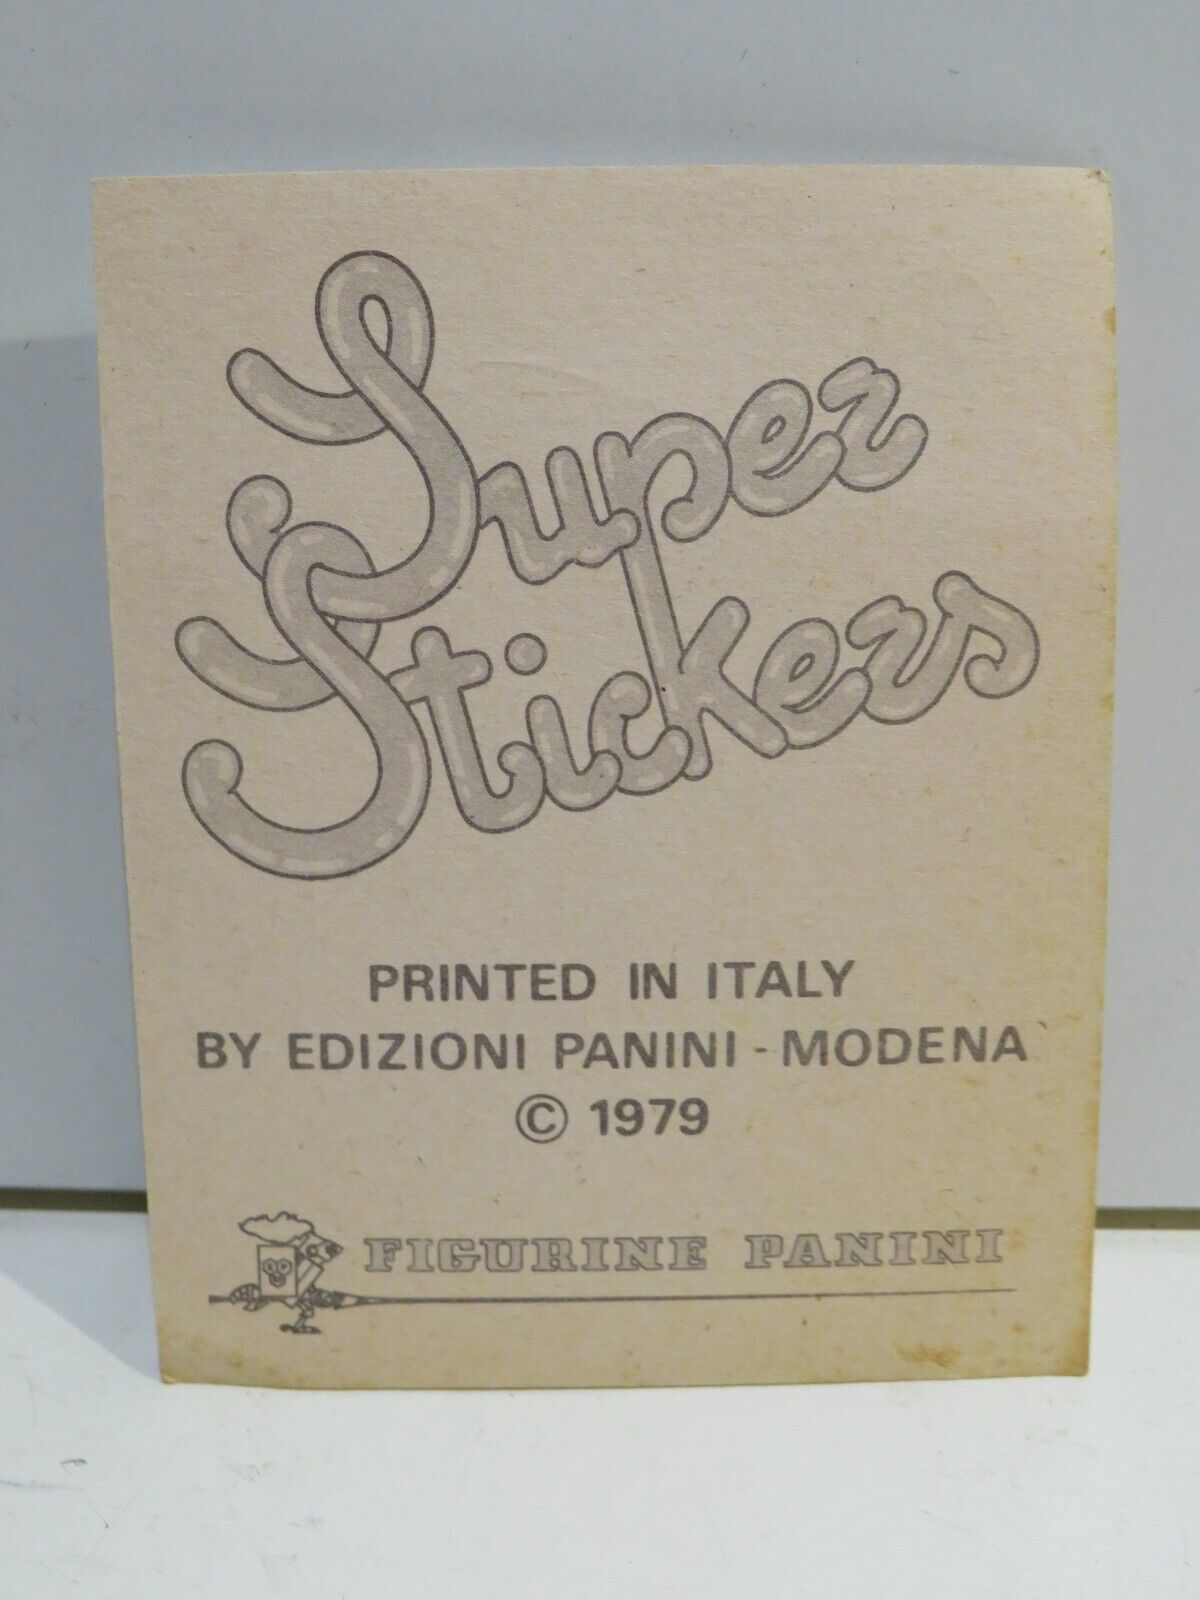 Super
Stickers
PRINTED IN ITALY
BY EDIZIONI PANINI - MODENA
© 1979
FIGURINE PANINI